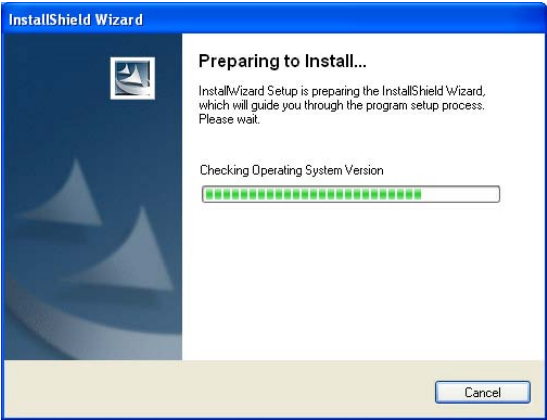 InstallShield Wizard
Preparing to Install...
InstallWizard Setup is preparing the InstallShield Wizard,
which will guide you through the program setup process.
Please wait.
Checking Operating System Version
Cancel